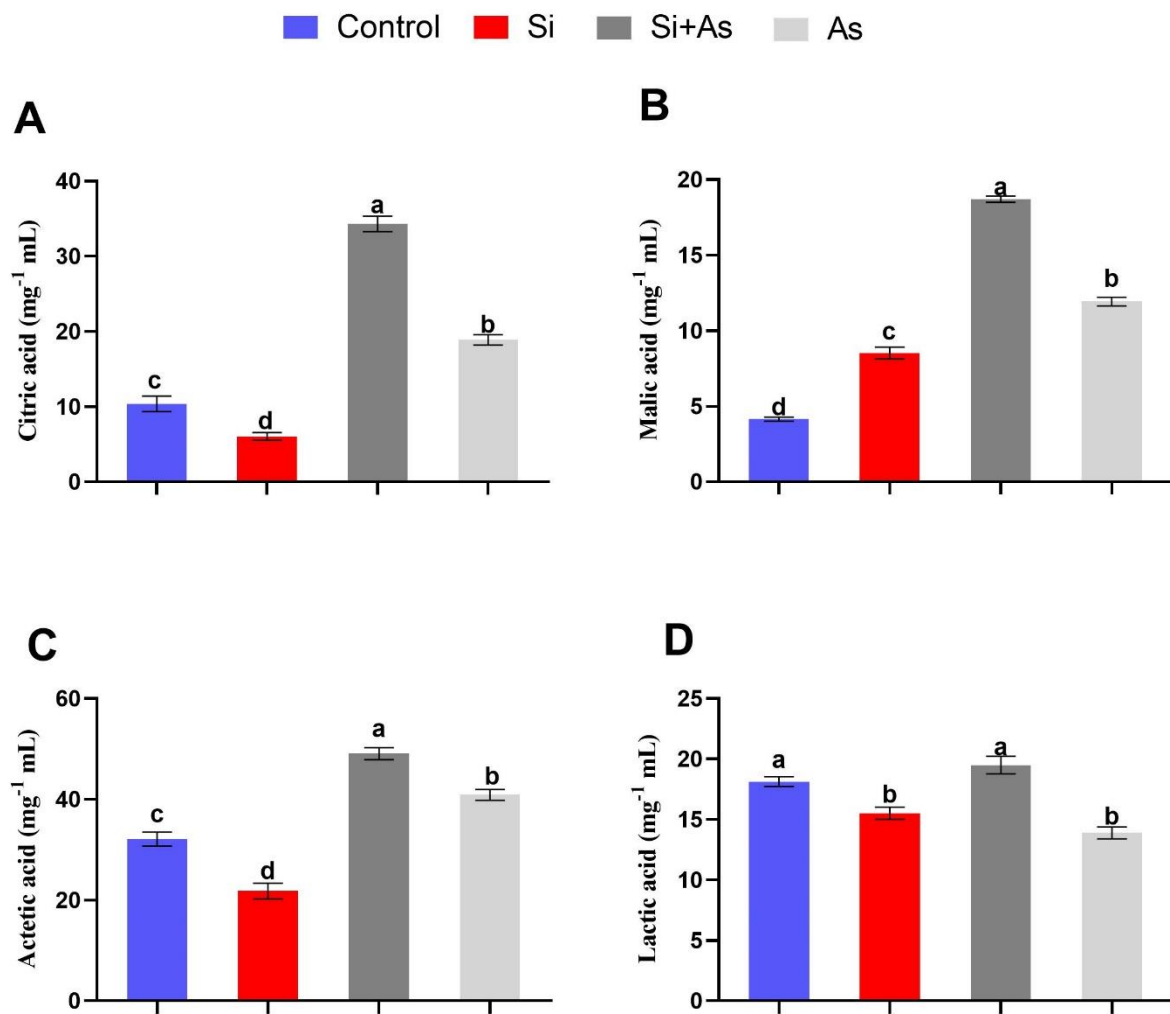 Control Si Si+As As
A
Citric acid (mg⁻¹ mL)
40
30
20
10
0
c
d
a
b
B
Malic acid (mg⁻¹ mL)
20
15
10
5
0
d
c
a
b
C
Actetic acid (mg⁻¹ mL)
60
40
20
0
c
d
a
b
D
Lactic acid (mg⁻¹ mL)
25
20
15
10
5
0
a
b
a
b